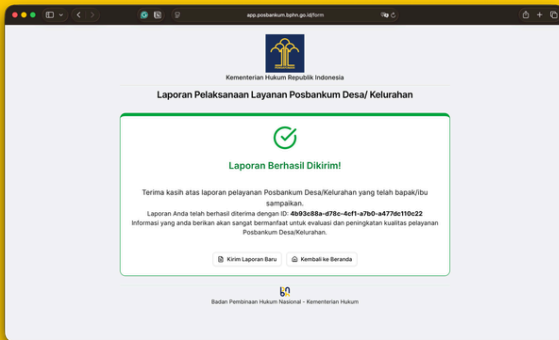 app.posbankum.bphn.go.id/form
Kementerian Hukum Republik Indonesia
Laporan Pelaksanaan Layanan Posbankum Desa/ Kelurahan
Laporan Berhasil Dikirim!
Terima kasih atas laporan pelayanan Posbankum Desa/Kelurahan yang telah bapak/ibu
sampaikan.
Laporan Anda telah berhasil diterima dengan ID: 4b93c88a-d78c-4cf1-a7b0-a477dc110c22
Informasi yang anda berikan akan sangat bermanfaat untuk evaluasi dan peningkatan kualitas pelayanan
Posbankum Desa/Kelurahan.
Kirim Laporan Baru
Kembali ke Beranda
Badan Pembinaan Hukum Nasional - Kementerian Hukum